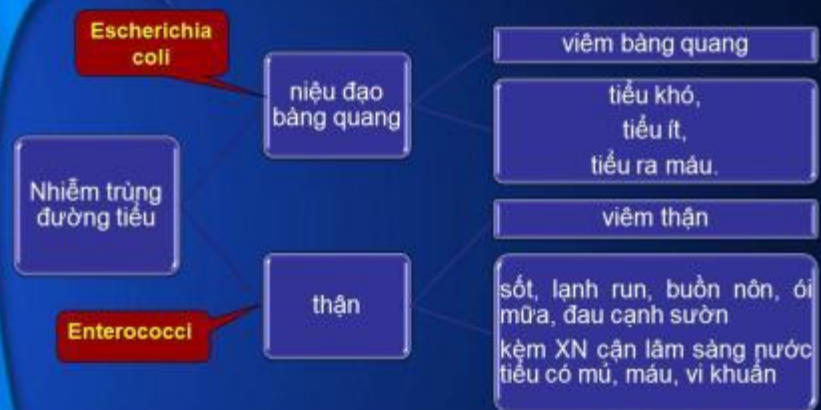 Escherichia
coli
niệu đạo
bàng quang
viêm bàng quang
tiểu khó,
tiểu ít,
tiểu ra máu.
Nhiễm trùng
đường tiểu
viêm thận
Enterococci
thận
sốt, lạnh run, buồn nôn, ói
mữa, đau cạnh sườn
kèm XN cận lâm sàng nước
tiểu có mủ, máu, vi khuẩn